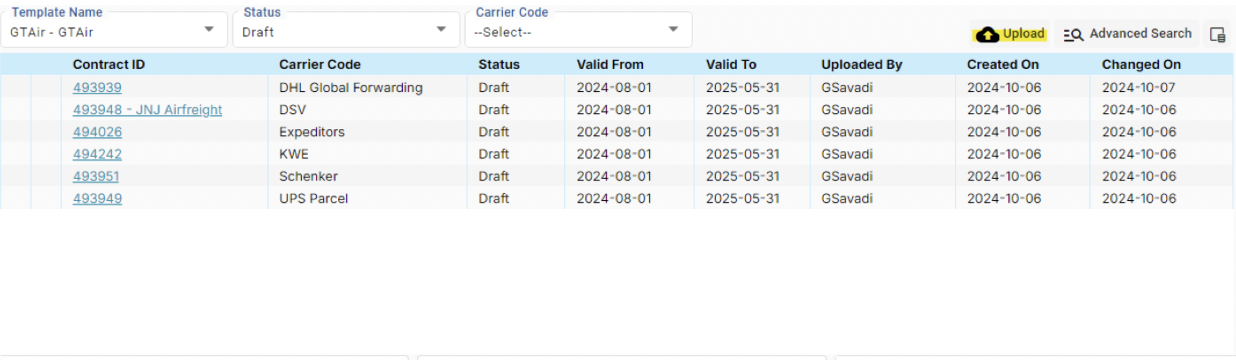 Template Name Status Carrier Code
GTAir - GTAir Draft --Select-- Upload Advanced Search
Contract ID Carrier Code Status Valid From Valid To Uploaded By Created On Changed On
493939 DHL Global Forwarding Draft 2024-08-01 2025-05-31 GSavadi 2024-10-06 2024-10-07
493948 - JNJ Airfreight DSV Draft 2024-08-01 2025-05-31 GSavadi 2024-10-06 2024-10-06
494026 Expeditors Draft 2024-08-01 2025-05-31 GSavadi 2024-10-06 2024-10-06
494242 KWE Draft 2024-08-01 2025-05-31 GSavadi 2024-10-06 2024-10-06
493951 Schenker Draft 2024-08-01 2025-05-31 GSavadi 2024-10-06 2024-10-06
493949 UPS Parcel Draft 2024-08-01 2025-05-31 GSavadi 2024-10-06 2024-10-06